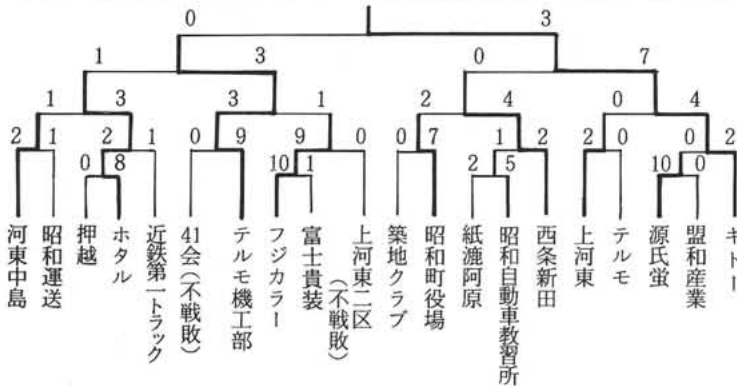 0 3
1 3 0 7
1 3 3 1 2 4 0 4
2 1 2 1 0 9 9 0 0 7 1 2 2 0 0 2
0 8 10 1 2 5 10 0
河東中島
昭和運送
押越
ホタル
近鉄第一トラック
41会(不戦敗)
テルモ機工部
フジカラー
富士貴装
上河東二区(不戦敗)
築地クラブ
昭和町役場
紙漉阿原
昭和自動車教習所
西条新田
上河東
テルモ
源氏蛍
盟和産業
キトー